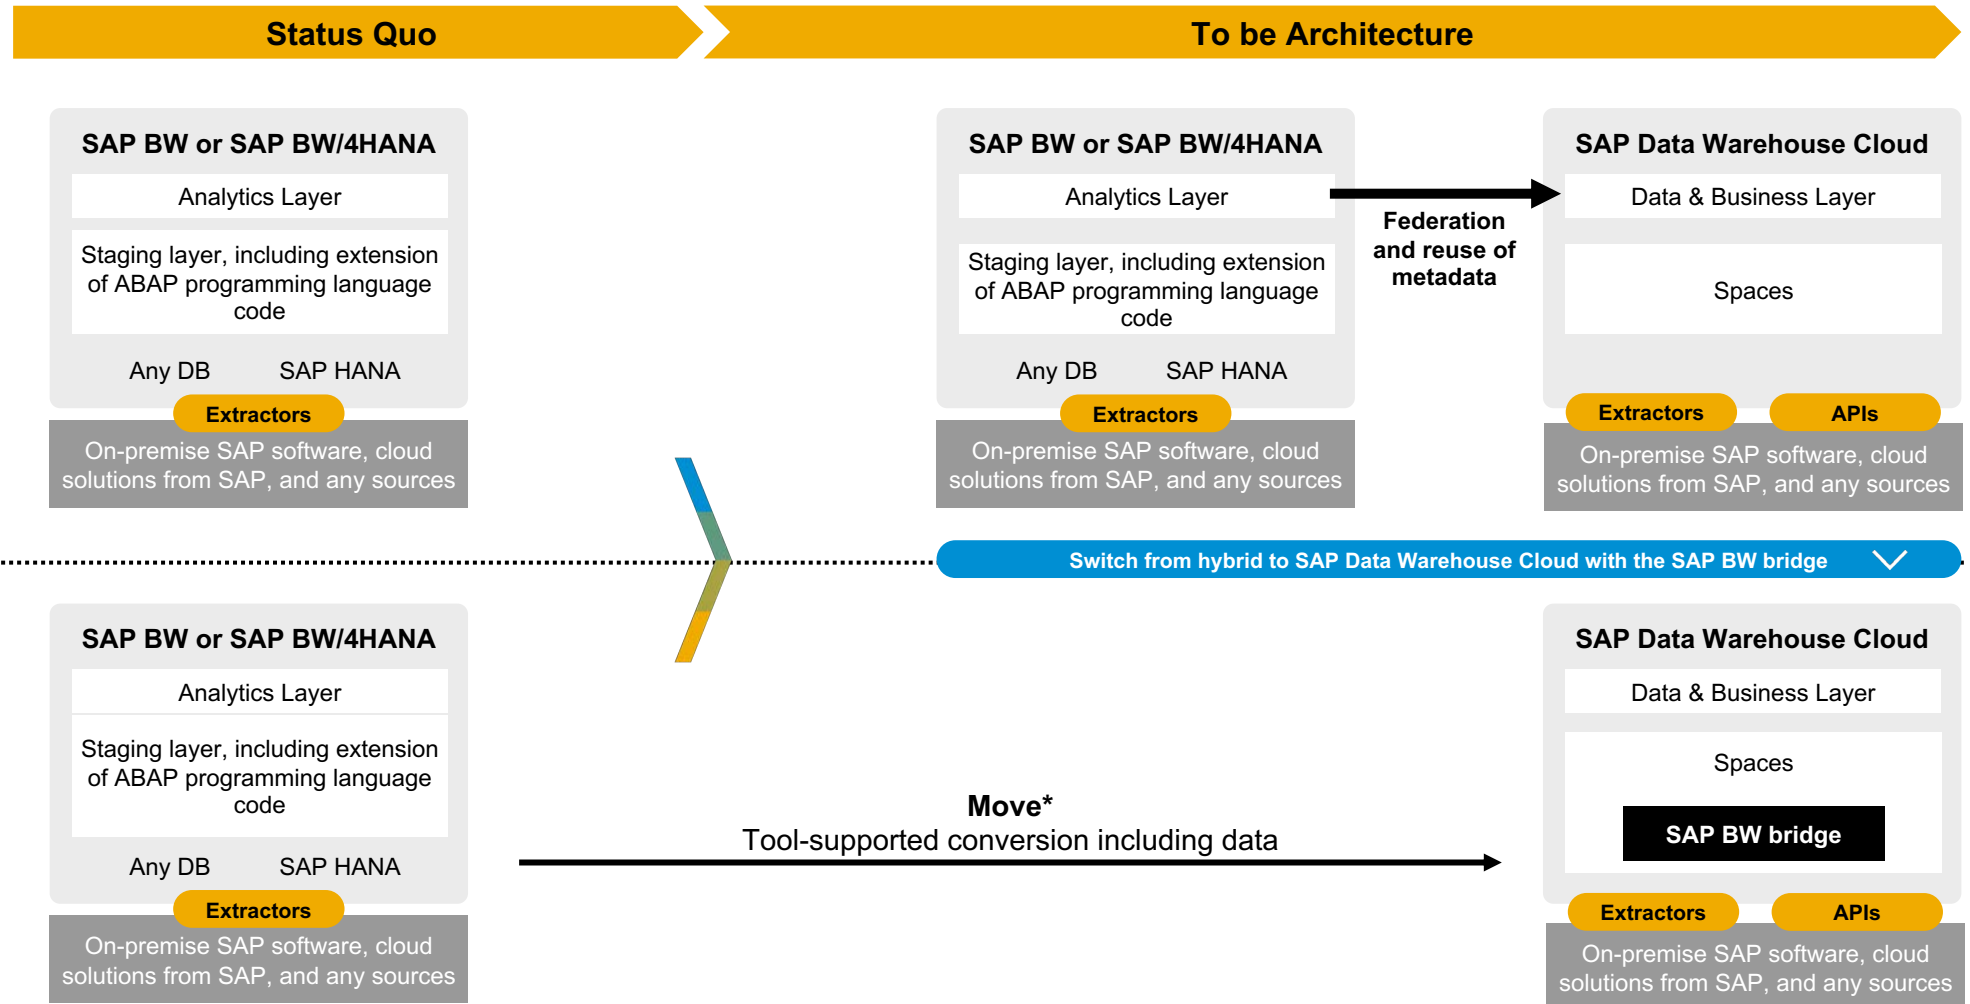 Status Quo
To be Architecture
SAP BW or SAP BW/4HANA
Analytics Layer
Staging layer, including extension
of ABAP programming language
code
Any DB SAP HANA
Extractors
On-premise SAP software, cloud
solutions from SAP, and any sources
SAP BW or SAP BW/4HANA
Analytics Layer
Staging layer, including extension
of ABAP programming language
code
Any DB SAP HANA
Extractors
On-premise SAP software, cloud
solutions from SAP, and any sources
Federation
and reuse of
metadata
SAP Data Warehouse Cloud
Data & Business Layer
Spaces
Extractors APIs
On-premise SAP software, cloud
solutions from SAP, and any sources
Switch from hybrid to SAP Data Warehouse Cloud with the SAP BW bridge
SAP BW or SAP BW/4HANA
Analytics Layer
Staging layer, including extension
of ABAP programming language
code
Any DB SAP HANA
Extractors
On-premise SAP software, cloud
solutions from SAP, and any sources
Move*
Tool-supported conversion including data
SAP Data Warehouse Cloud
Data & Business Layer
Spaces
SAP BW bridge
Extractors APIs
On-premise SAP software, cloud
solutions from SAP, and any sources